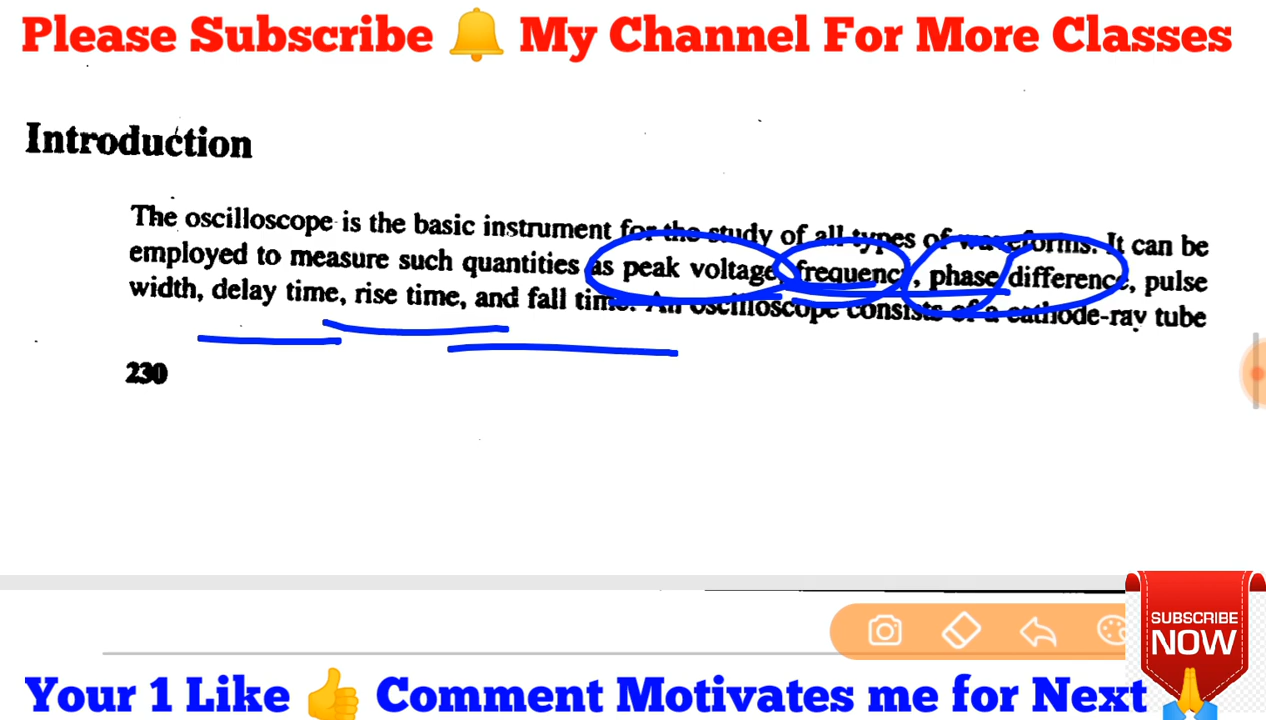 Please Subscribe 🔔 My Channel For More Classes
Introduction
The oscilloscope is the basic instrument for the study of all types of waveforms. It can be
employed to measure such quantities as peak voltage, frequency, phase difference, pulse
width, delay time, rise time, and fall time. An oscilloscope consists of a cathode-ray tube
230
SUBSCRIBE
NOW
Your 1 Like 👍 Comment Motivates me for Next